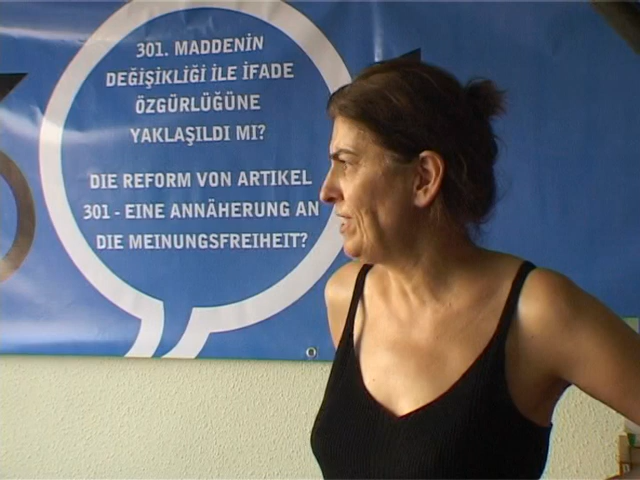 301. MADDENİN
DEĞİŞİKLİĞİ İLE İFADE
ÖZGÜRLÜĞÜNE
YAKLAŞILDI MI?
DIE REFORM VON ARTIKEL
301 - EINE ANNÄHERUNG AN
DIE MEINUNGSFREIHEIT?